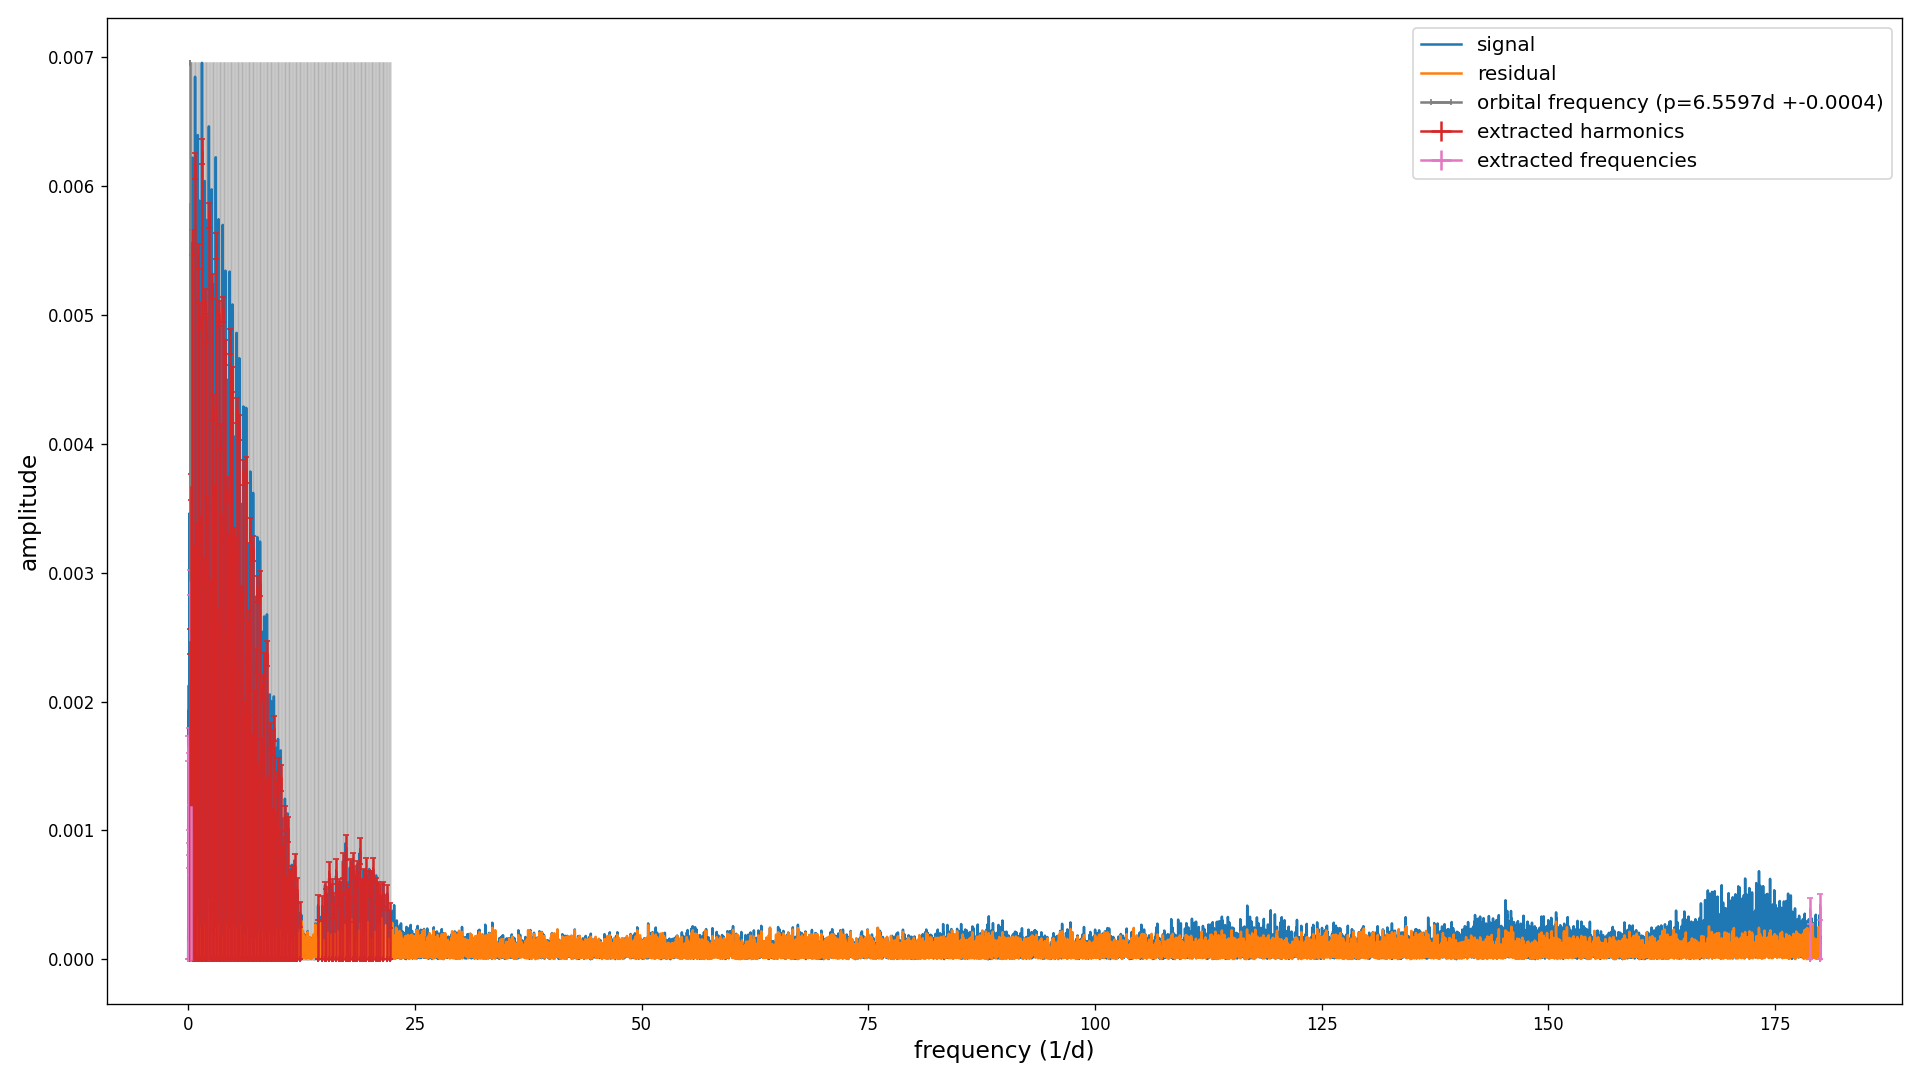 signal
residual
orbital frequency (p=6.5597d +-0.0004)
extracted harmonics
extracted frequencies
amplitude
0.007
0.006
0.005
0.004
0.003
0.002
0.001
0.000
0 25 50 75 100 125 150 175
frequency (1/d)